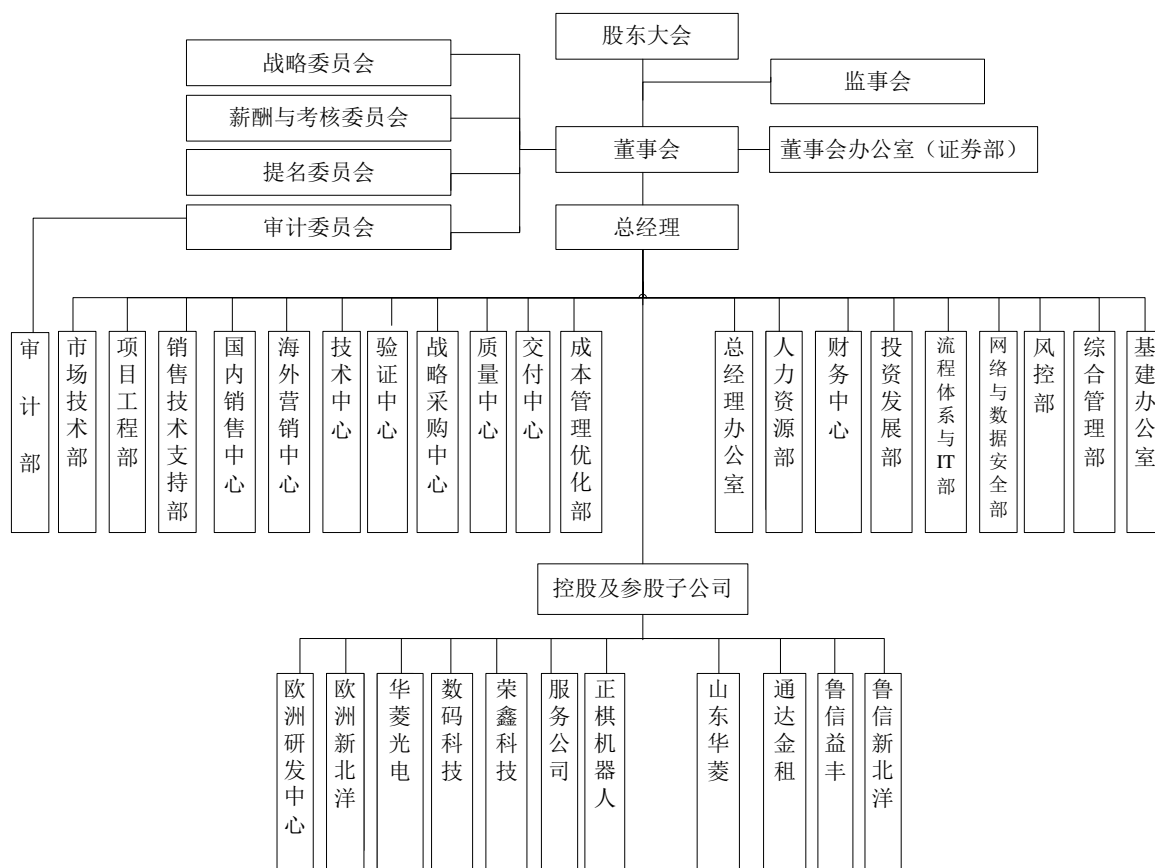 股东大会
战略委员会
监事会
薪酬与考核委员会
董事会
董事会办公室（证券部）
提名委员会
审计委员会
总经理
审计部
市场技术部
项目工程部
销售技术支持部
国内销售中心
海外营销中心
技术中心
验证中心
战略采购中心
质量中心
交付中心
成本管理优化部
总经理办公室
人力资源部
财务中心
投资发展部
流程体系与IT部
网络与数据安全部
风控部
综合管理部
基建办公室
控股及参股子公司
欧洲研发中心
欧洲新北洋
华菱光电
数码科技
荣鑫科技
服务公司
正棋机器人
山东华菱
通达金租
鲁信益丰
鲁信新北洋